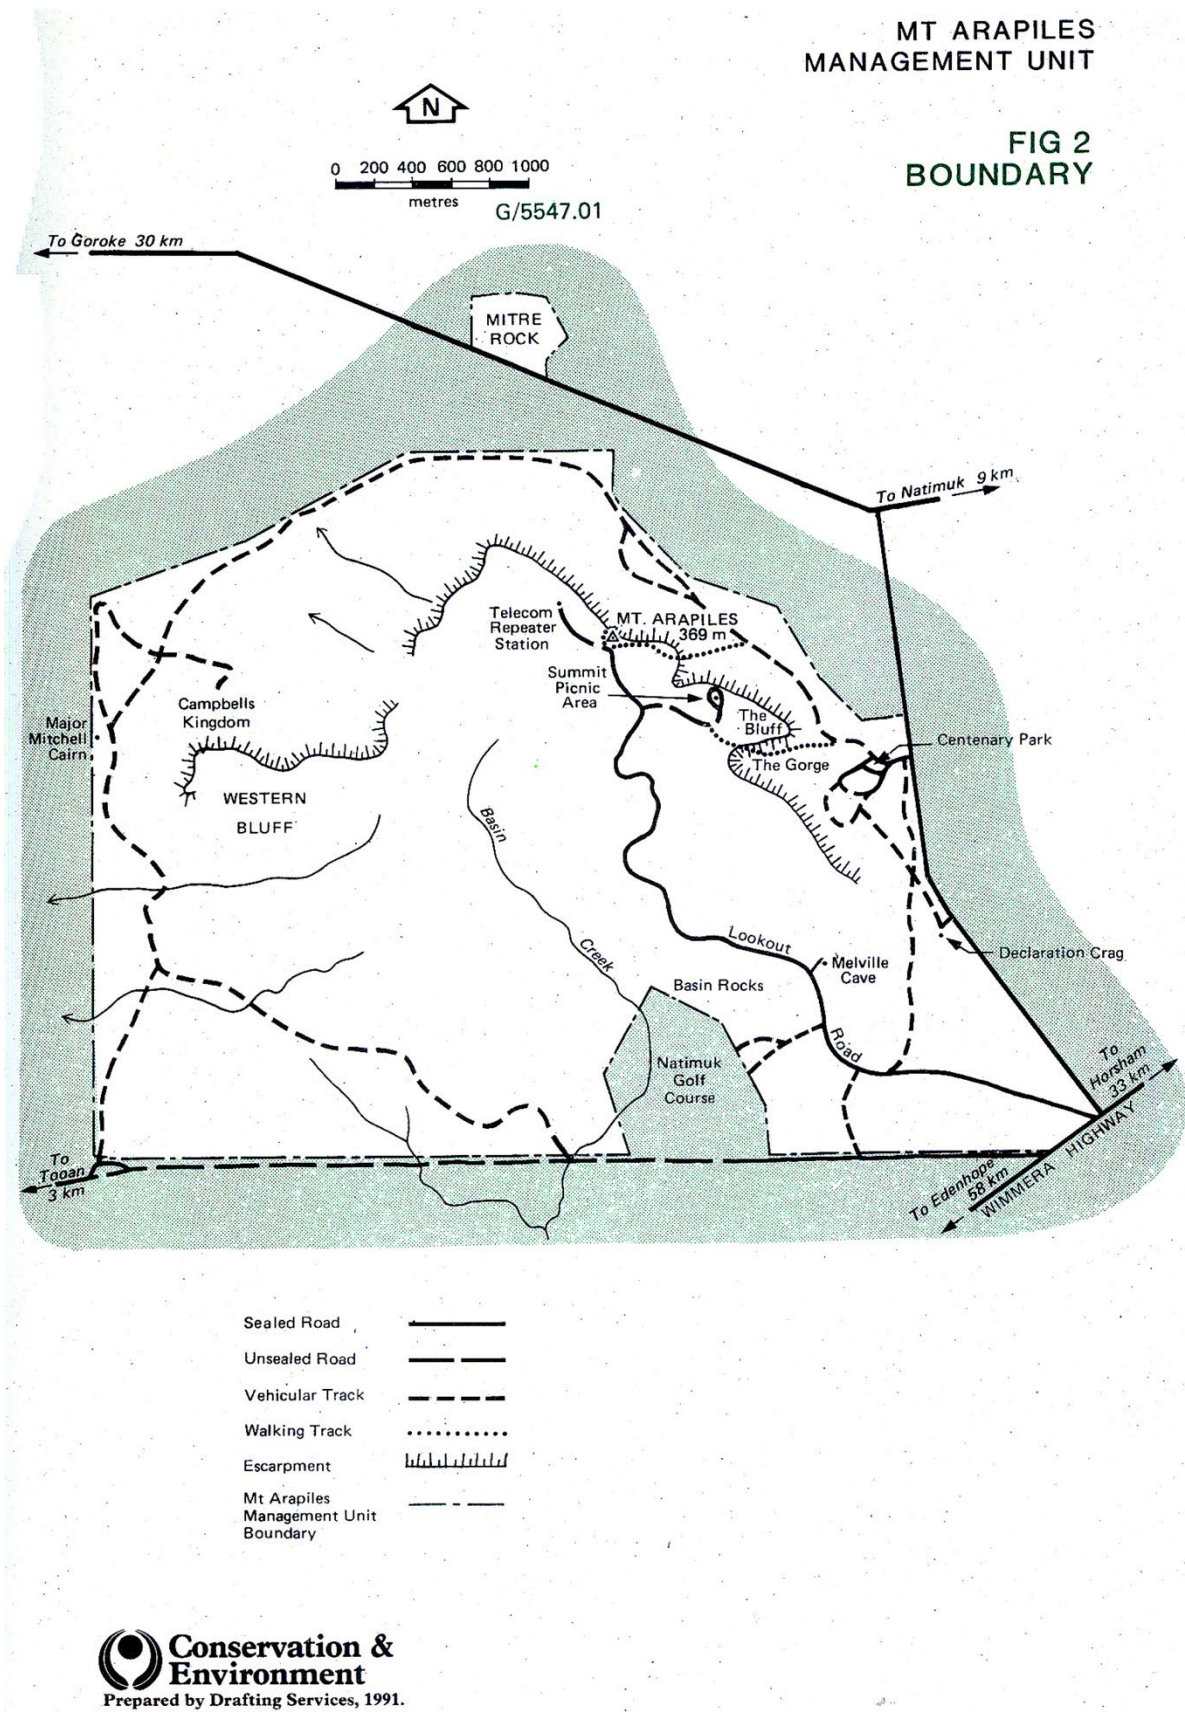 MT ARAPILES
MANAGEMENT UNIT
FIG 2
BOUNDARY
N
0 200 400 600 800 1000
metres
G/5547.01
To Goroke 30 km
MITRE
ROCK
To Natimuk 9 km
Telecom
Repeater
Station
MT. ARAPILES
369 m
Summit
Picnic
Area
Campbells
Kingdom
Major
Mitchell
Cairn
The
Bluff
Centenary Park
The Gorge
WESTERN
BLUFF
Basin
Creek
Lookout
Road
Melville
Cave
Declaration Crag
Basin Rocks
Natimuk
Golf
Course
To
Horsham
33 km
To
Tooan
3 km
To Edenhope
58 km
WIMMERA HIGHWAY
Sealed Road
Unsealed Road
Vehicular Track
Walking Track
Escarpment
Mt Arapiles
Management Unit
Boundary
Conservation &
Environment
Prepared by Drafting Services, 1991.